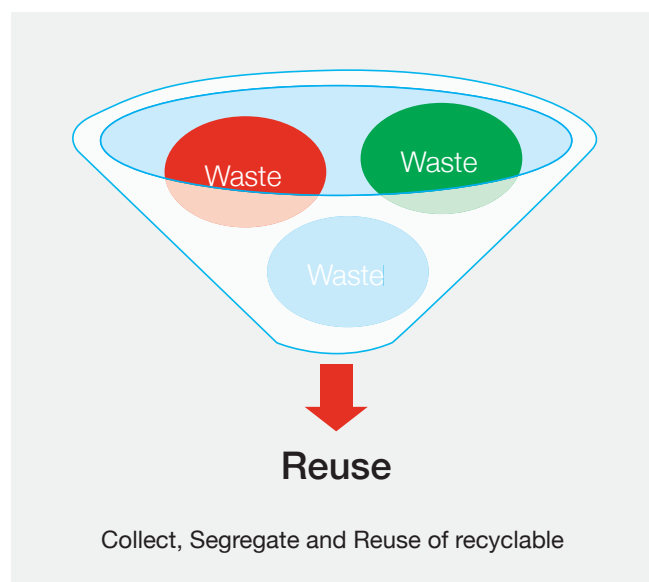 Waste
Waste
Waste
Reuse
Collect, Segregate and Reuse of recyclable